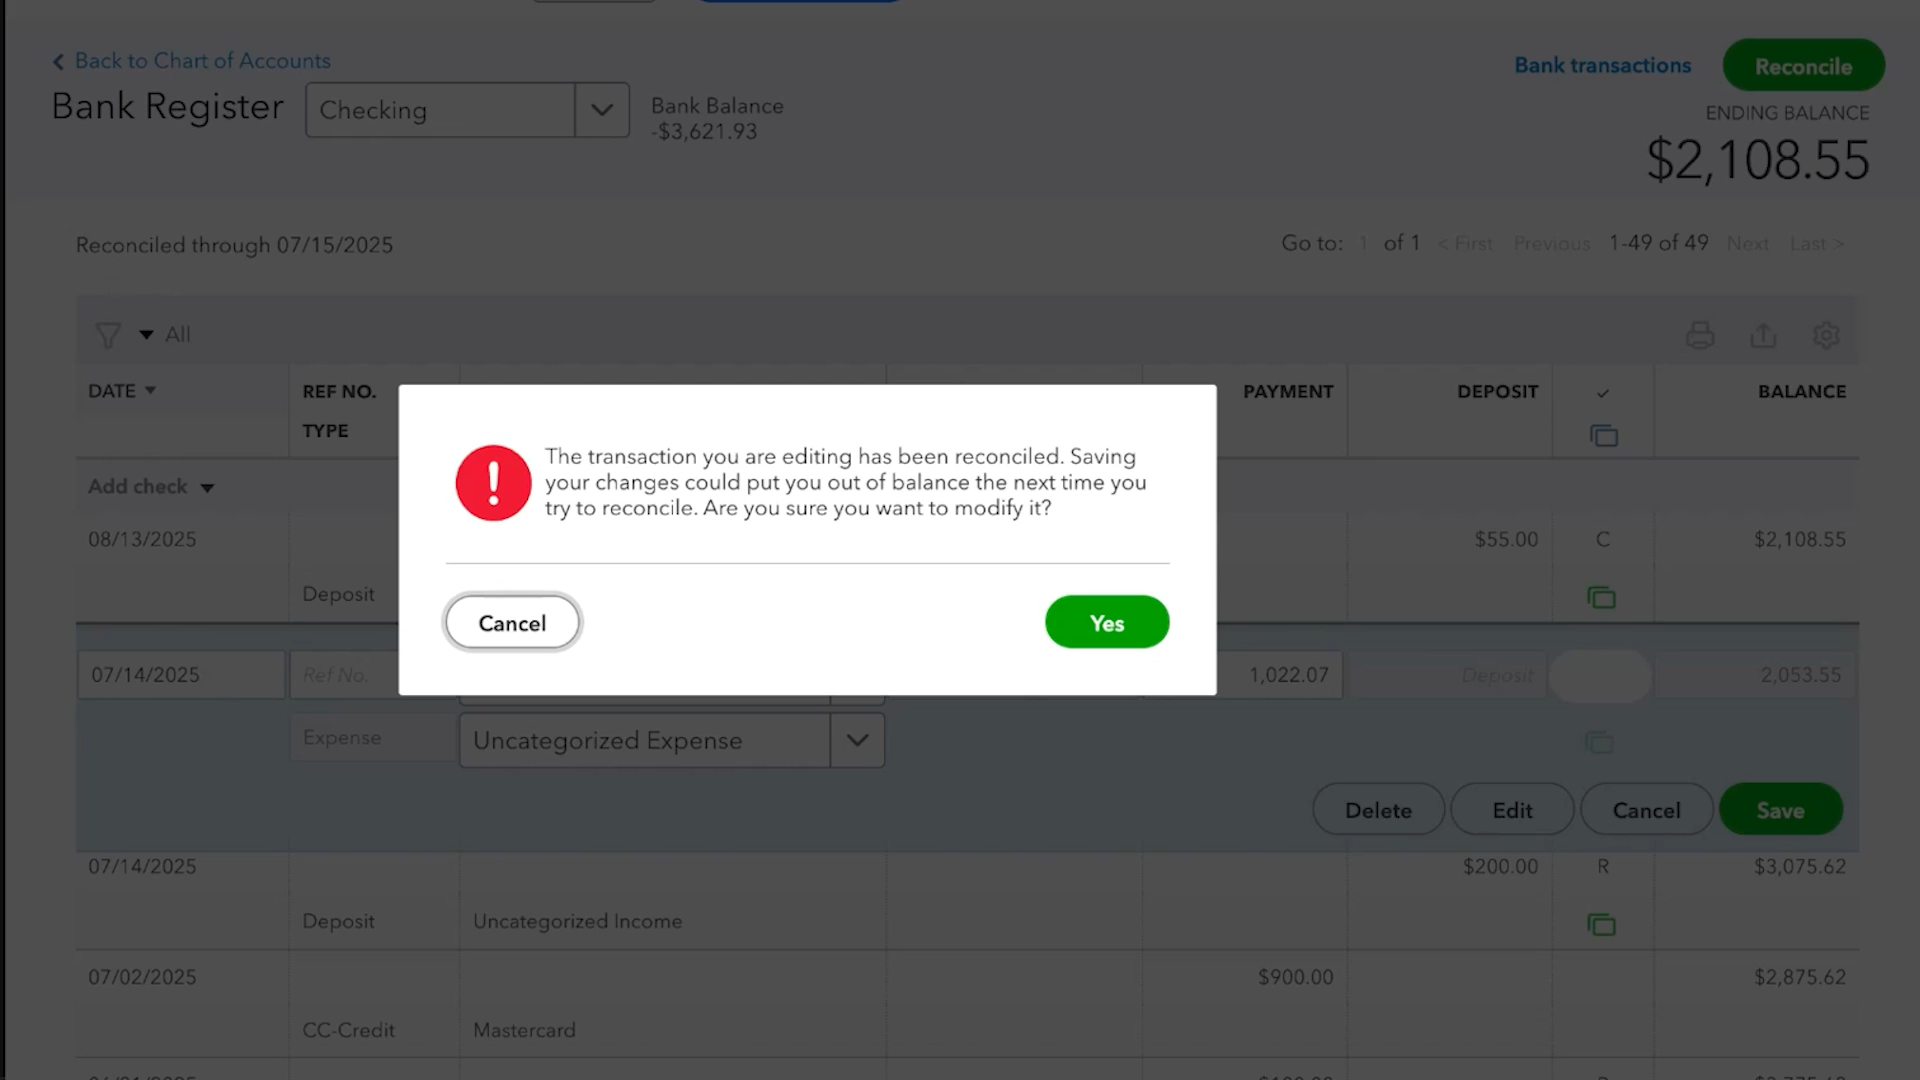 Back to Chart of Accounts
Bank transactions
Reconcile
Bank Register
Checking
Bank Balance
-$3,621.93
ENDING BALANCE
$2,108.55
Reconciled through 07/15/2025
Go to: 1 of 1 < First Previous 1-49 of 49 Next Last >
All
DATE
REF NO.
TYPE
PAYMENT
DEPOSIT
✓
BALANCE
Add check
The transaction you are editing has been reconciled. Saving
your changes could put you out of balance the next time you
try to reconcile. Are you sure you want to modify it?
Cancel
Yes
08/13/2025 $55.00 C $2,108.55
Deposit
07/14/2025 Ref No. 1,022.07 Deposit 2,053.55
Expense Uncategorized Expense
Delete Edit Cancel Save
07/14/2025 $200.00 R $3,075.62
Deposit Uncategorized Income
07/02/2025 $900.00 $2,875.62
CC-Credit Mastercard